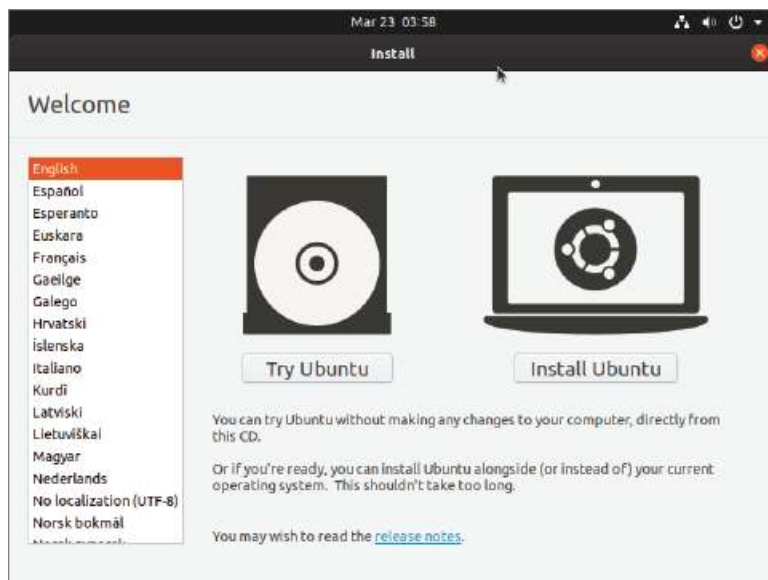 Mar 23 03:58
Install
Welcome
English
Español
Esperanto
Euskara
Français
Gaeilge
Galego
Hrvatski
Íslenska
Italiano
Kurdî
Latviski
Lietuviškai
Magyar
Nederlands
No localization (UTF-8)
Norsk bokmål
Try Ubuntu
Install Ubuntu
You can try Ubuntu without making any changes to your computer, directly from
this CD.
Or if you're ready, you can install Ubuntu alongside (or instead of) your current
operating system. This shouldn't take too long.
You may wish to read the release notes.